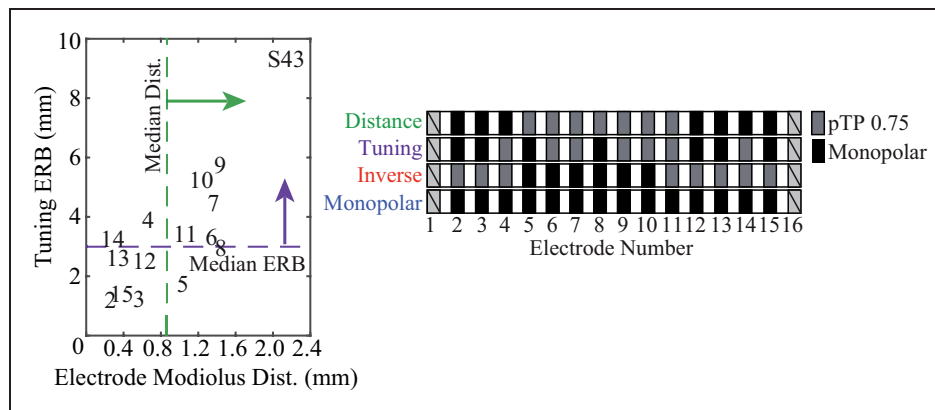 10
S43
Median Dist.
Tuning ERB (mm)
8
6
4
2
0
9
10
7
4
14
11
6
8
13
12
Median ERB
5
2
15
3
0.4 0.8 1.2 1.6 2.0 2.4
Electrode Modiolus Dist. (mm)
Distance
Tuning
Inverse
Monopolar
1 2 3 4 5 6 7 8 9 10 11 12 13 14 15 16
Electrode Number
pTP 0.75
Monopolar